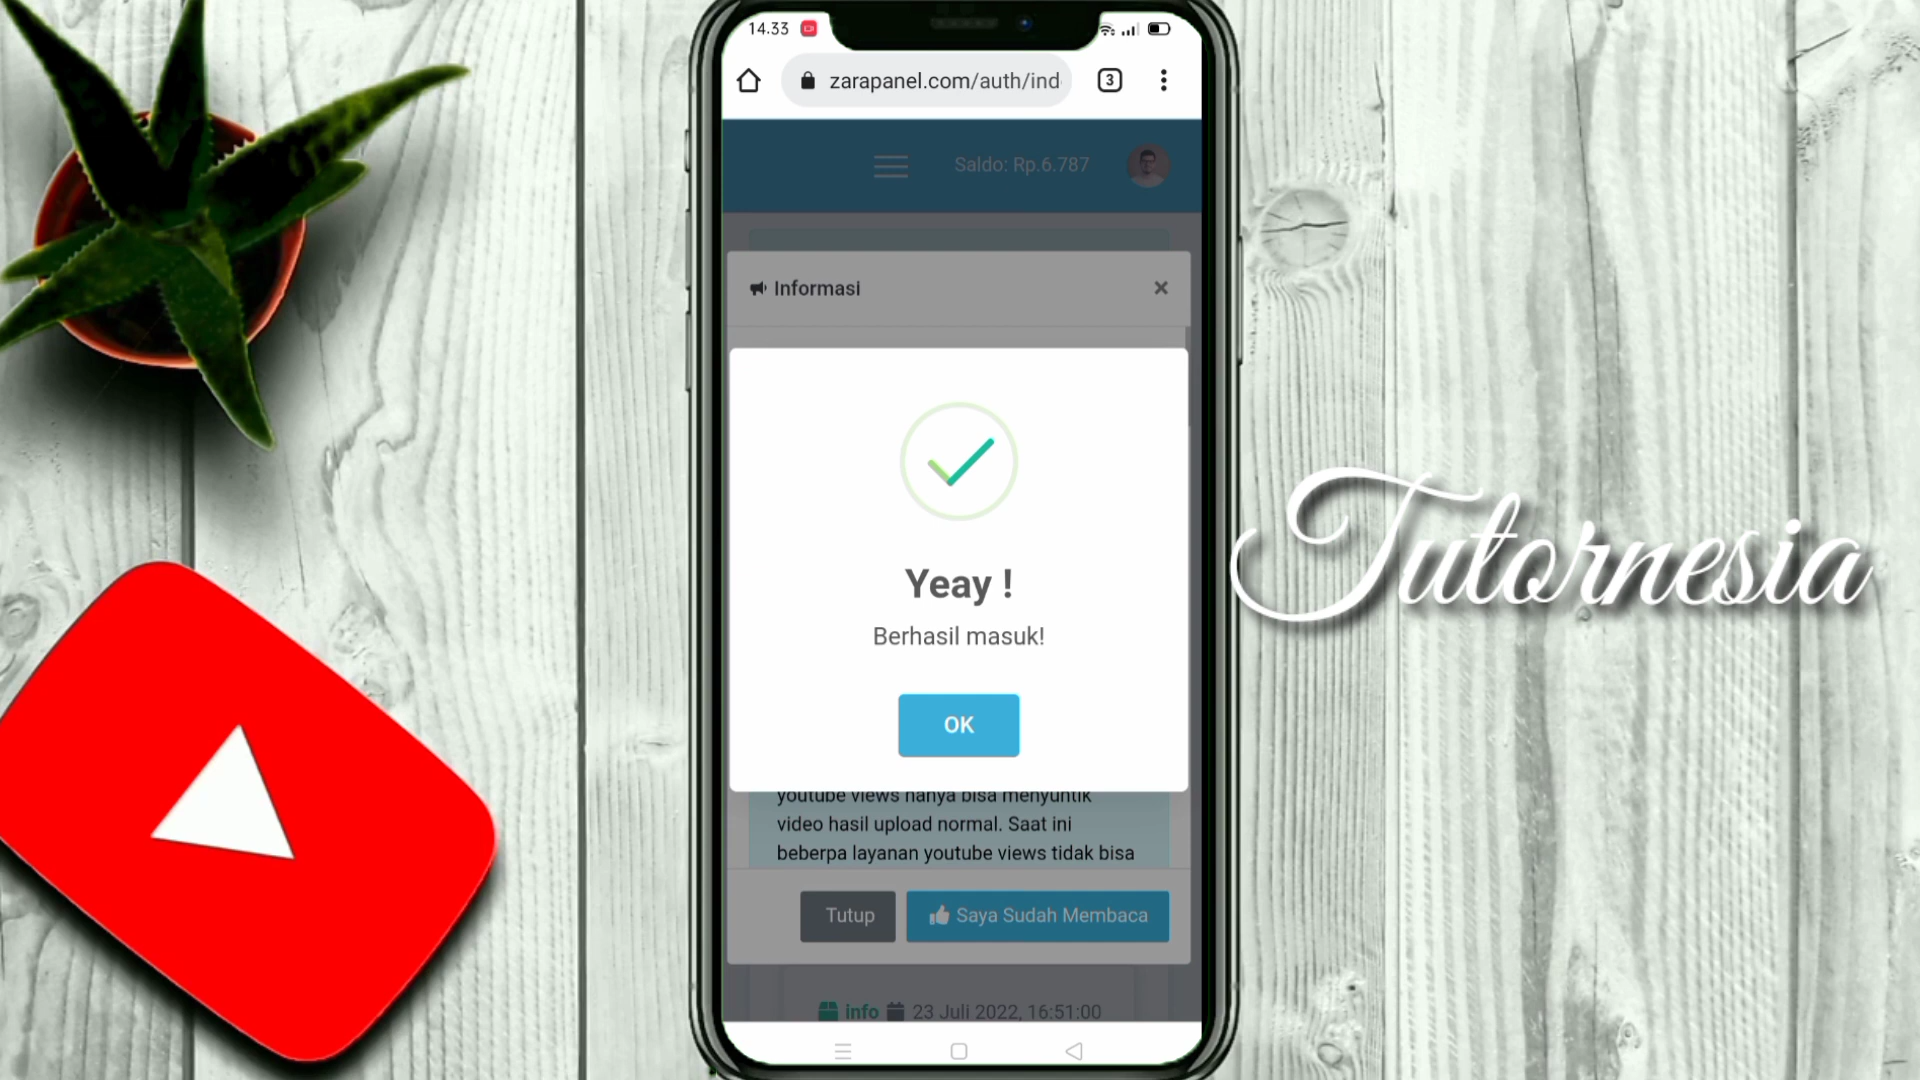 14.33
zarapanel.com/auth/ind
3
Saldo: Rp.6.787
Informasi
×
Yeay !
Berhasil masuk!
OK
youtube views hanya bisa menyuntik
video hasil upload normal. Saat ini
beberpa layanan youtube views tidak bisa
Tutup
Saya Sudah Membaca
info 23 Juli 2022, 16:51:00
Tutornesia